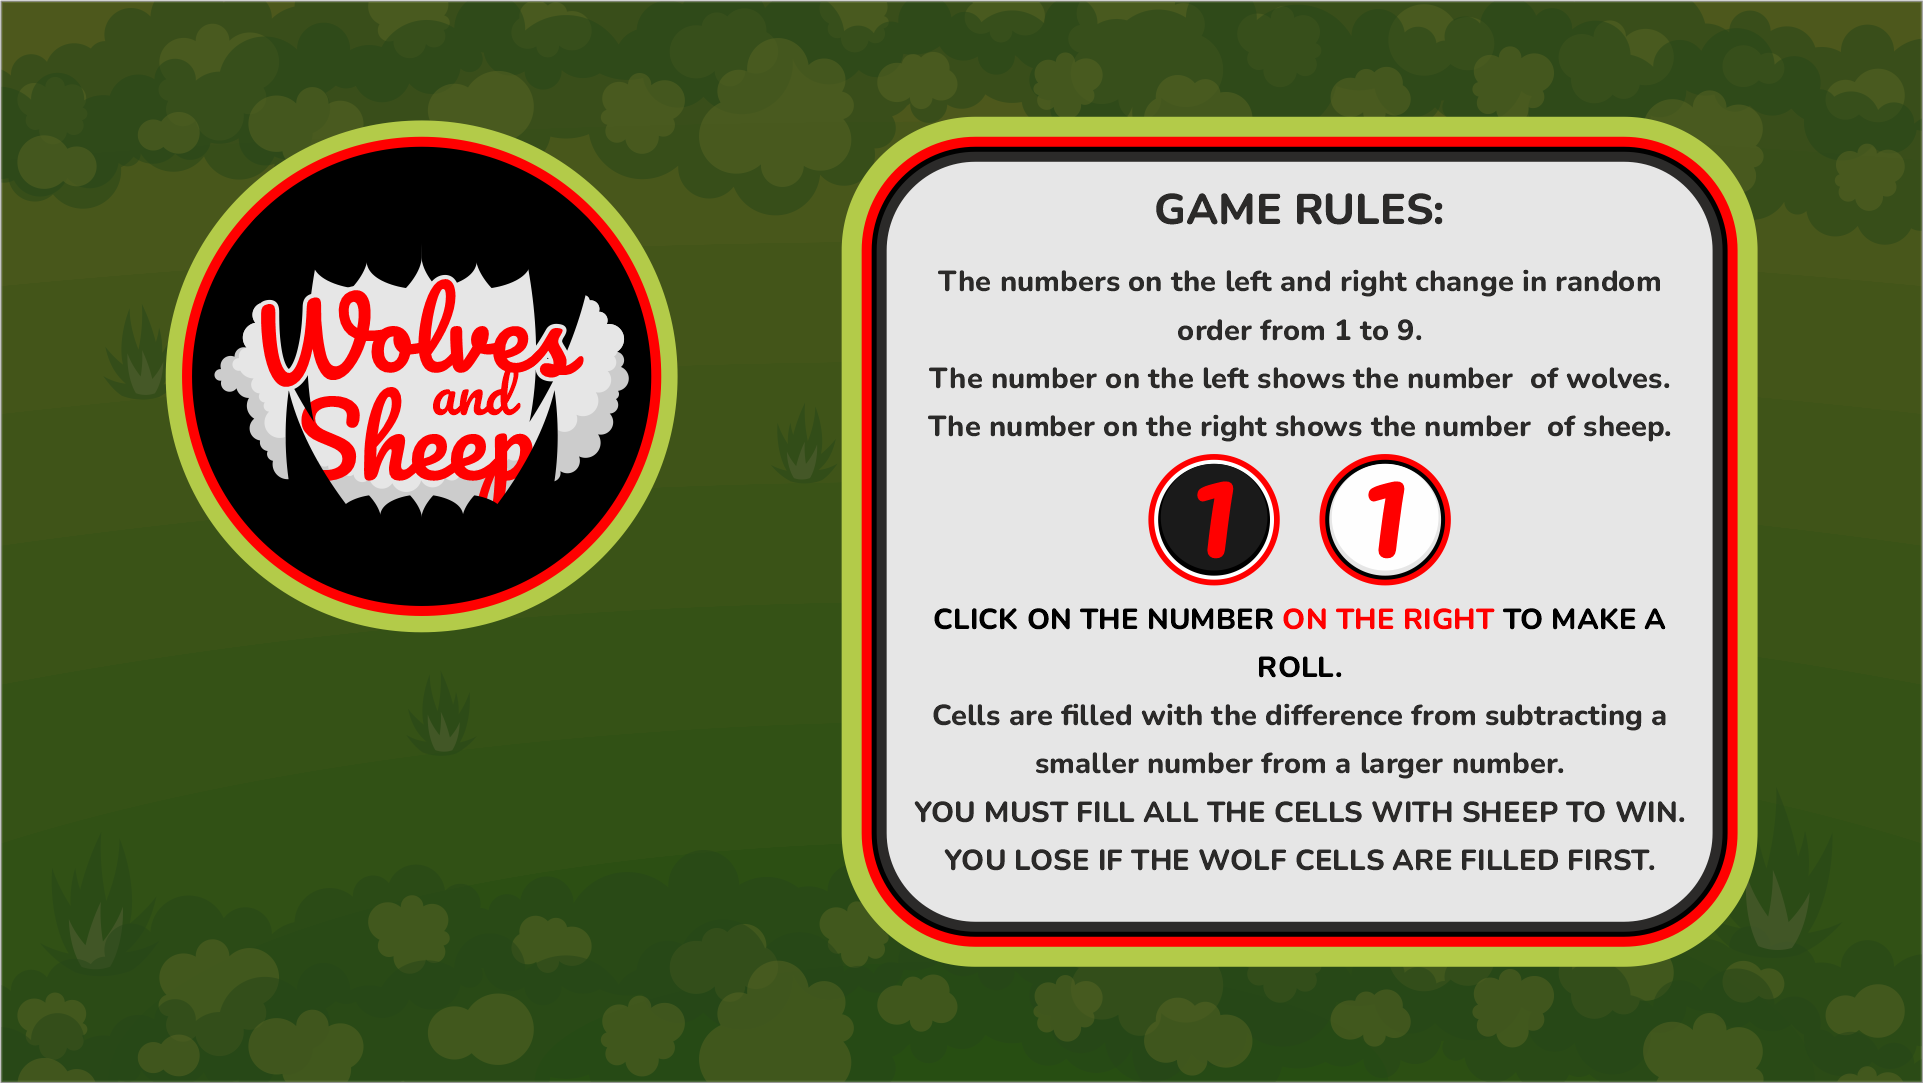 Wolves
and
Sheep
GAME RULES:
The numbers on the left and right change in random
order from 1 to 9.
The number on the left shows the number  of wolves.
The number on the right shows the number  of sheep.
1 1
CLICK ON THE NUMBER ON THE RIGHT TO MAKE A
ROLL.
Cells are filled with the difference from subtracting a
smaller number from a larger number.
YOU MUST FILL ALL THE CELLS WITH SHEEP TO WIN.
YOU LOSE IF THE WOLF CELLS ARE FILLED FIRST.